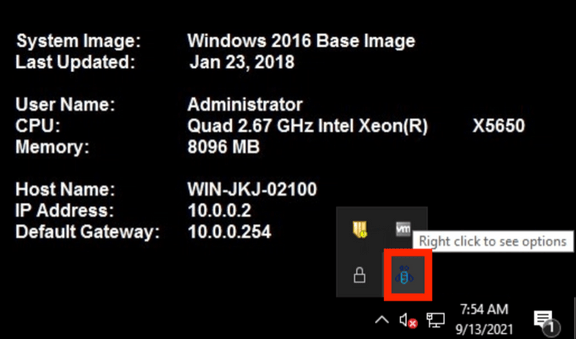 System Image: Windows 2016 Base Image
Last Updated: Jan 23, 2018
User Name: Administrator
CPU: Quad 2.67 GHz Intel Xeon(R) X5650
Memory: 8096 MB
Host Name: WIN-JKJ-02100
IP Address: 10.0.0.2
Default Gateway: 10.0.0.254
vm
Right click to see options
7:54 AM
9/13/2021
1